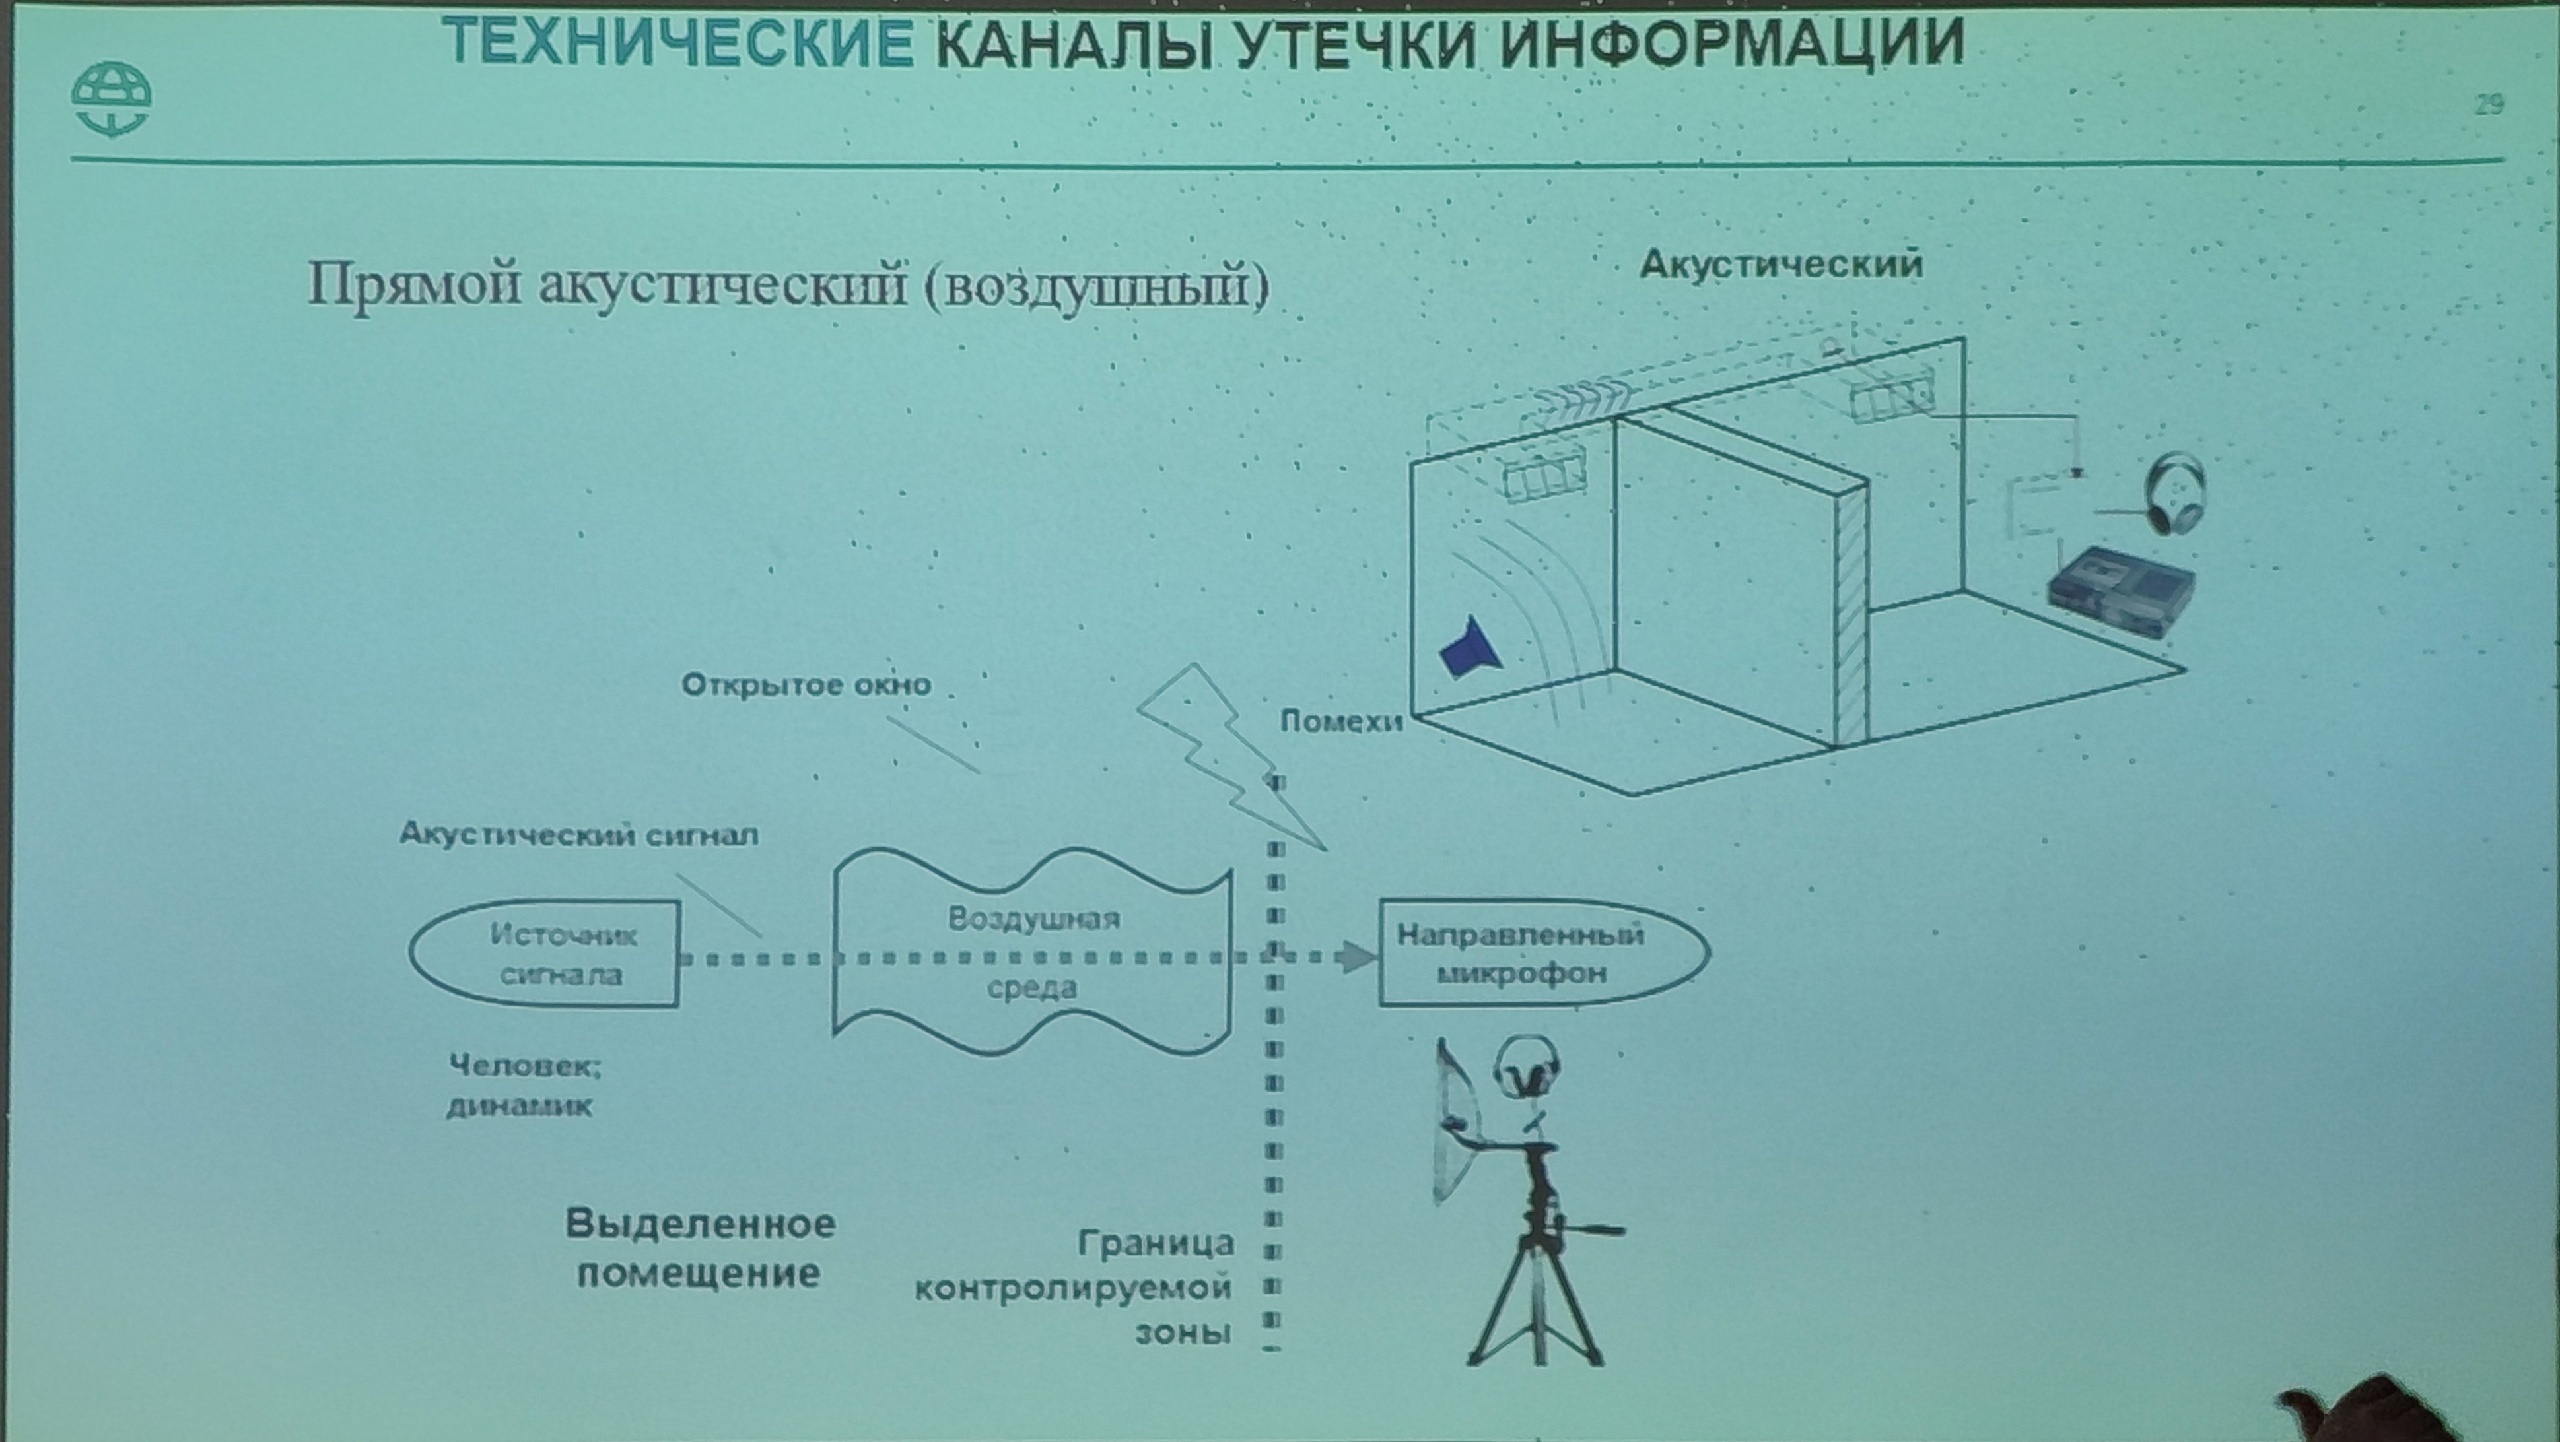 ТЕХНИЧЕСКИЕ КАНАЛЫ УТЕЧКИ ИНФОРМАЦИИ
29
Прямой акустический (воздушный)
Акустический
Открытое окно
Помехи
Акустический сигнал
Источник
сигнала
Воздушная
среда
Направленный
микрофон
Человек;
динамик
Выделенное
помещение
Граница
контролируемой
зоны